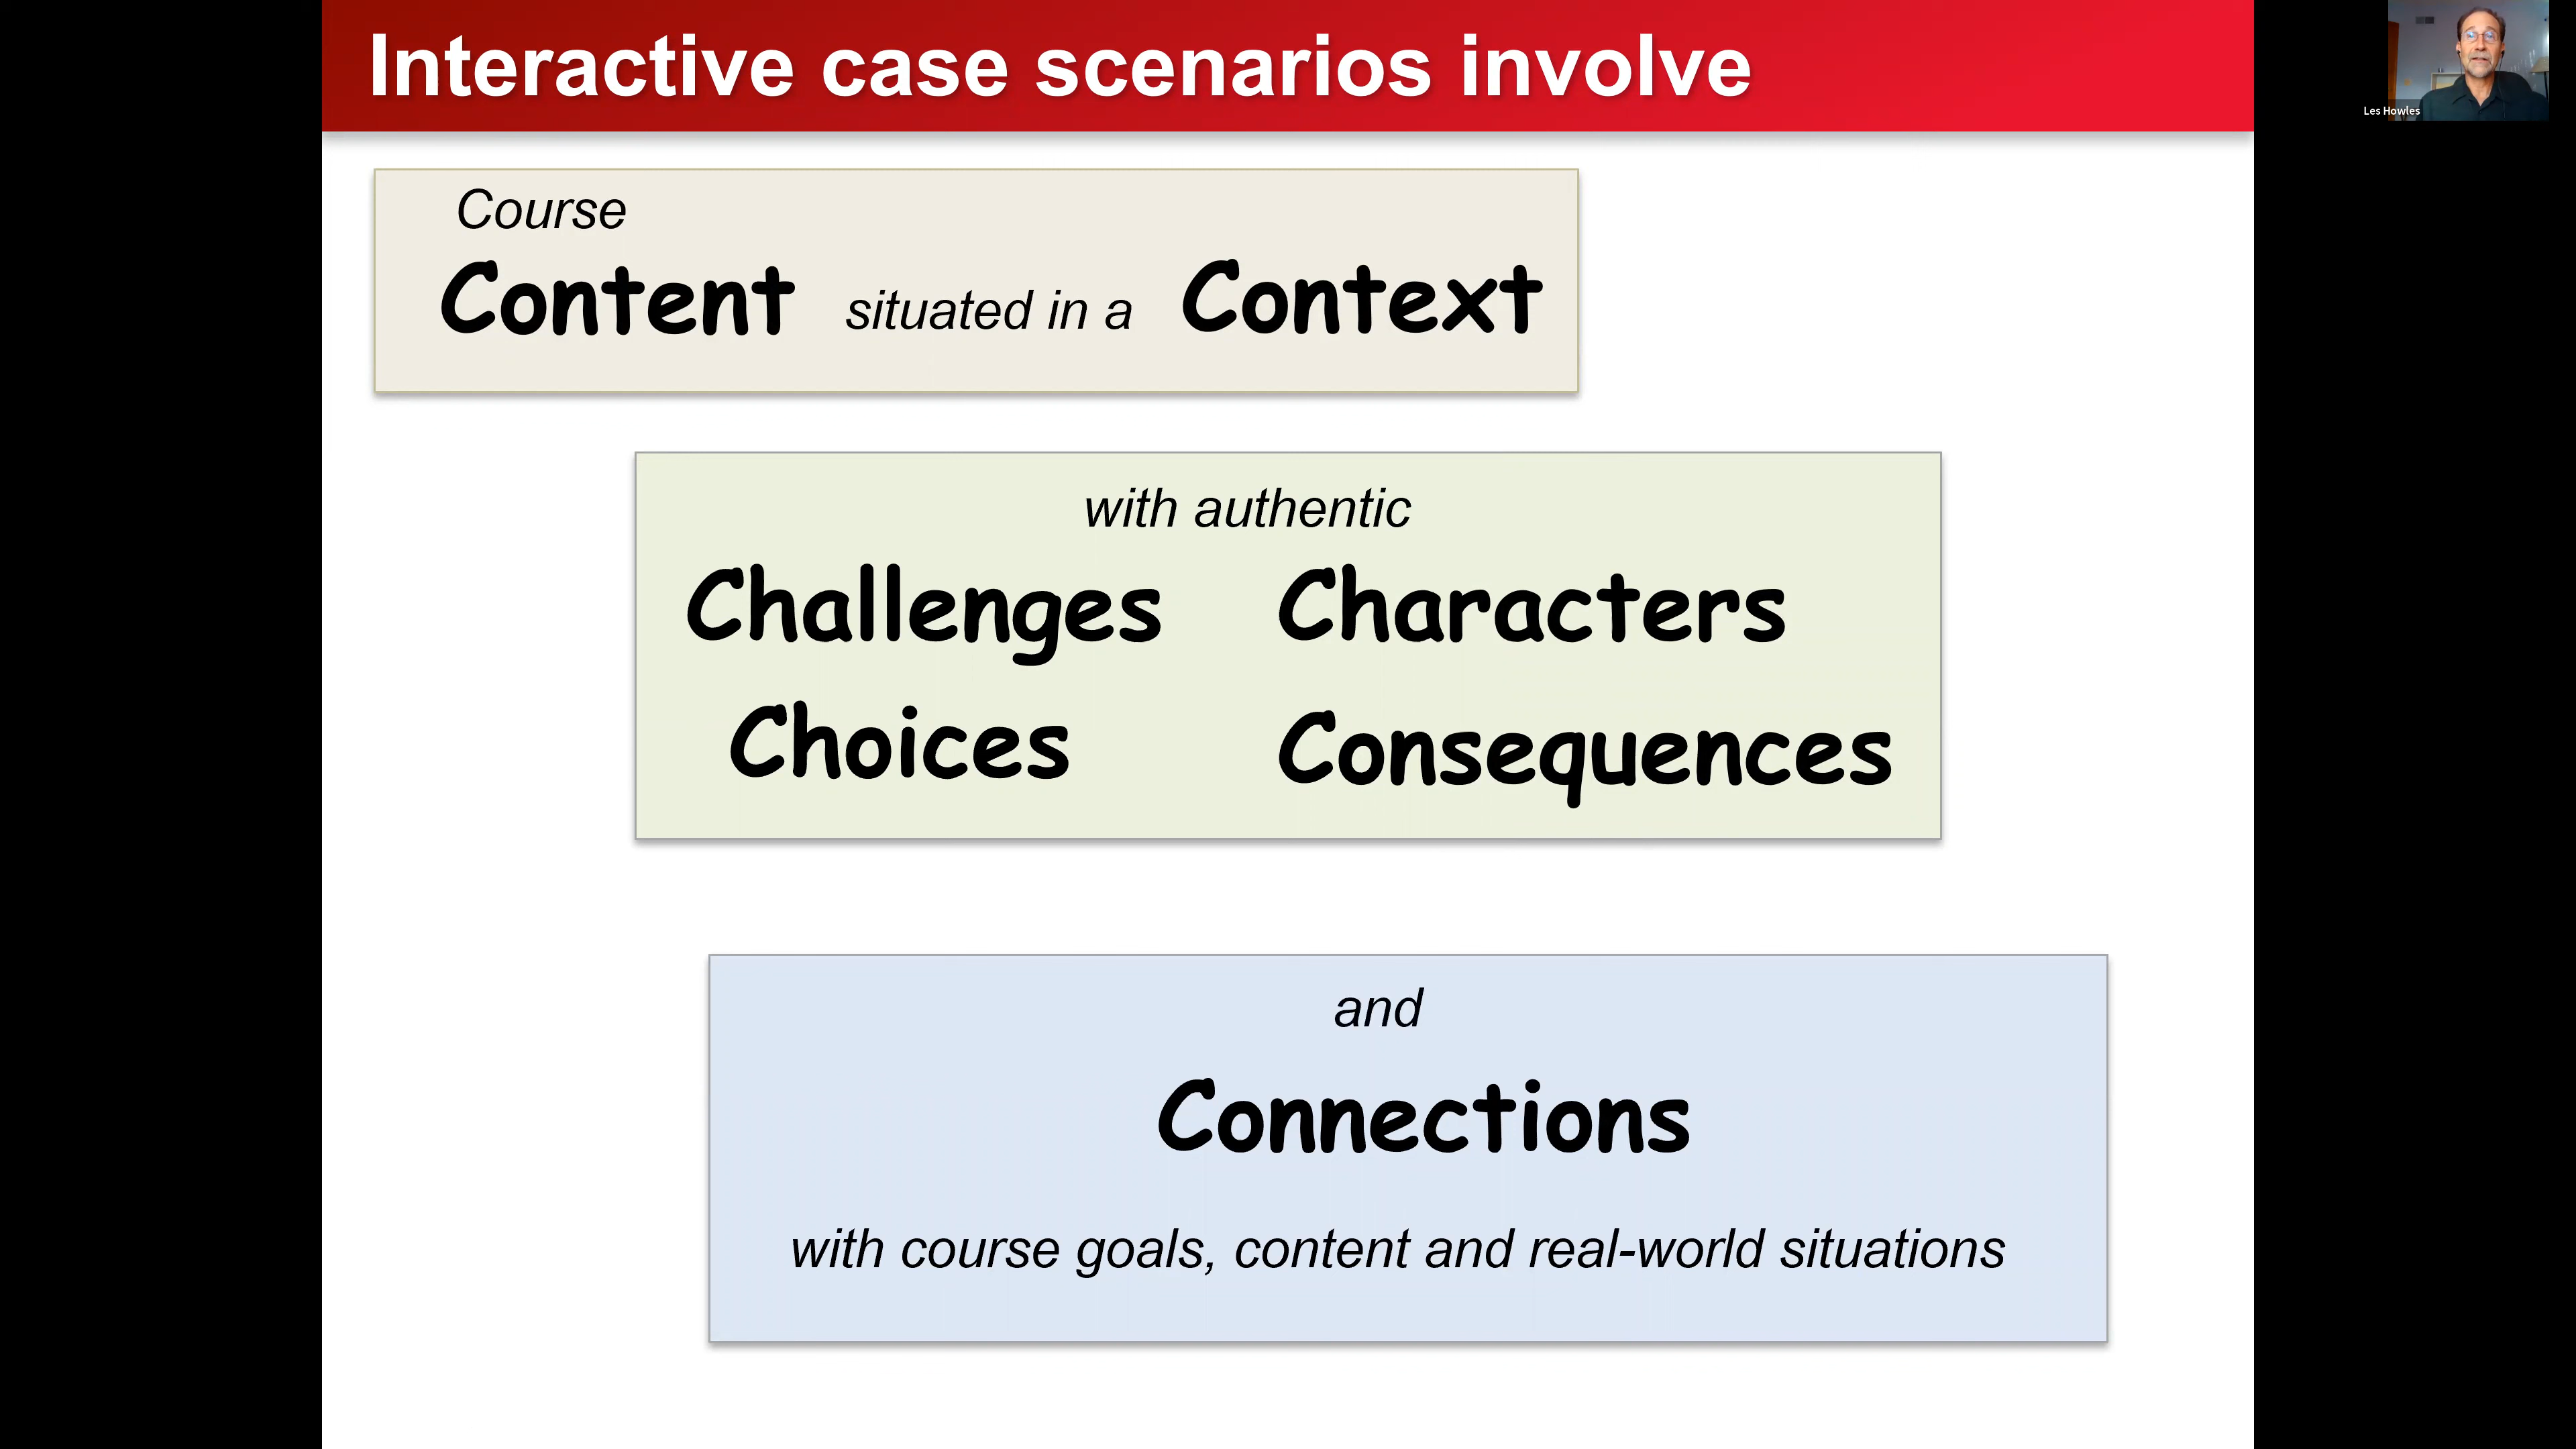 Interactive case scenarios involve
Les Howles
Course
Content situated in a Context
with authentic
Challenges Characters
Choices Consequences
and
Connections
with course goals, content and real-world situations